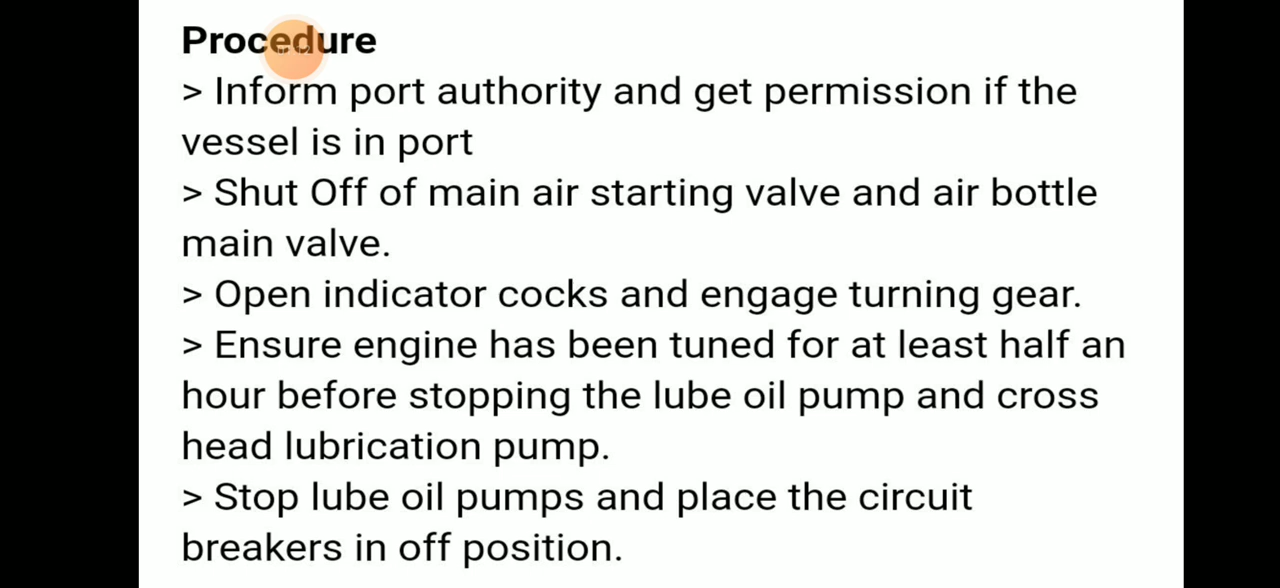 Procedure
> Inform port authority and get permission if the
vessel is in port
> Shut Off of main air starting valve and air bottle
main valve.
> Open indicator cocks and engage turning gear.
> Ensure engine has been tuned for at least half an
hour before stopping the lube oil pump and cross
head lubrication pump.
> Stop lube oil pumps and place the circuit
breakers in off position.